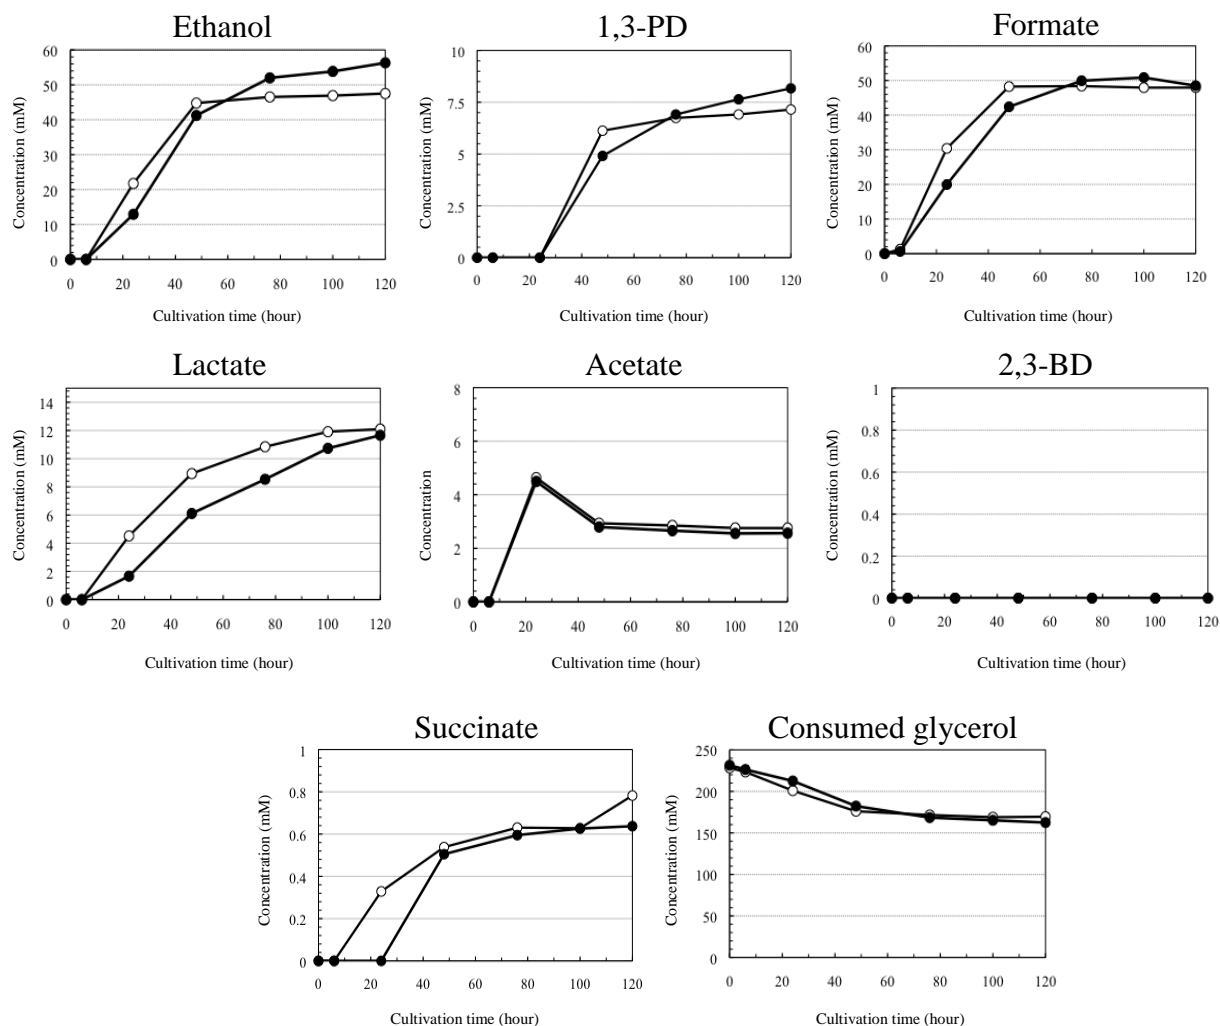 Ethanol
1,3-PD
Formate
Concentration (mM)
60
50
40
30
20
10
0
0 20 40 60 80 100 120
Cultivation time (hour)
Concentration (mM)
10
7.5
5
2.5
0
0 20 40 60 80 100 120
Cultivation time (hour)
Concentration (mM)
60
50
40
30
20
10
0
0 20 40 60 80 100 120
Cultivation time (hour)
Lactate
Acetate
2,3-BD
Concentration (mM)
14
12
10
8
6
4
2
0
0 20 40 60 80 100 120
Cultivation time (hour)
Concentration
8
6
4
2
0
0 20 40 60 80 100 120
Cultivation time (hour)
Concentration (mM)
1
0.8
0.6
0.4
0.2
0
0 20 40 60 80 100 120
Cultivation time (hour)
Succinate
Consumed glycerol
Concentration (mM)
1
0.8
0.6
0.4
0.2
0
0 20 40 60 80 100 120
Cultivation time (hour)
Concentration (mM)
250
200
150
100
50
0
0 20 40 60 80 100 120
Cultivation time (hour)